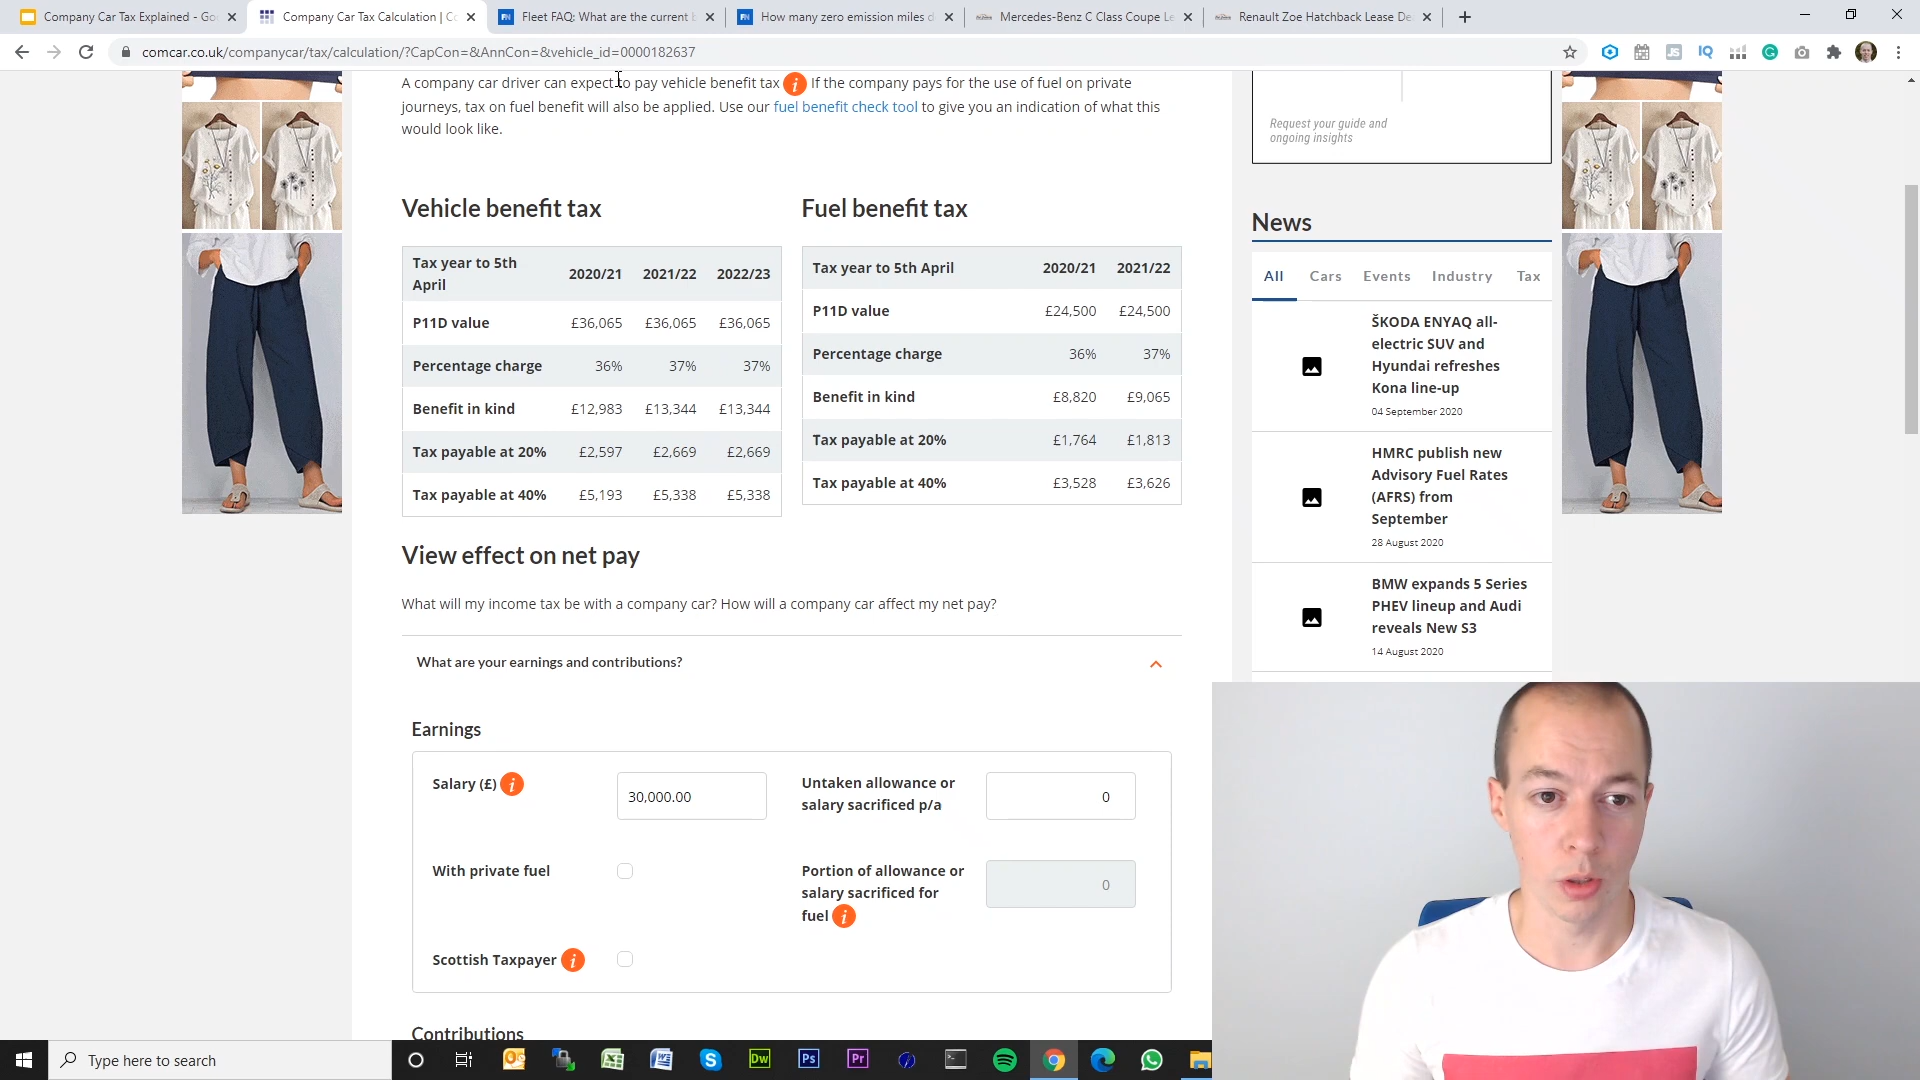 Company Car Tax Explained - Go
Company Car Tax Calculation | Co
Fleet FAQ: What are the current b
How many zero emission miles d
Mercedes-Benz C Class Coupe Le
Renault Zoe Hatchback Lease De
comcar.co.uk/companycar/tax/calculation/?CapCon=&AnnCon=&vehicle_id=0000182637
A company car driver can expect to pay vehicle benefit tax i If the company pays for the use of fuel on private
journeys, tax on fuel benefit will also be applied. Use our fuel benefit check tool to give you an indication of what this
would look like.
Request your guide and
ongoing insights
Vehicle benefit tax
Tax year to 5th April 2020/21 2021/22 2022/23
P11D value £36,065 £36,065 £36,065
Percentage charge 36% 37% 37%
Benefit in kind £12,983 £13,344 £13,344
Tax payable at 20% £2,597 £2,669 £2,669
Tax payable at 40% £5,193 £5,338 £5,338
Fuel benefit tax
Tax year to 5th April 2020/21 2021/22
P11D value £24,500 £24,500
Percentage charge 36% 37%
Benefit in kind £8,820 £9,065
Tax payable at 20% £1,764 £1,813
Tax payable at 40% £3,528 £3,626
View effect on net pay
What will my income tax be with a company car? How will a company car affect my net pay?
What are your earnings and contributions?
Earnings
Salary (£) i 30,000.00
Untaken allowance or
salary sacrificed p/a 0
With private fuel
Portion of allowance or
salary sacrificed for
fuel i 0
Scottish Taxpayer i
Contributions
News
All Cars Events Industry Tax
ŠKODA ENYAQ all-
electric SUV and
Hyundai refreshes
Kona line-up
04 September 2020
HMRC publish new
Advisory Fuel Rates
(AFRS) from
September
28 August 2020
BMW expands 5 Series
PHEV lineup and Audi
reveals New S3
14 August 2020
Type here to search